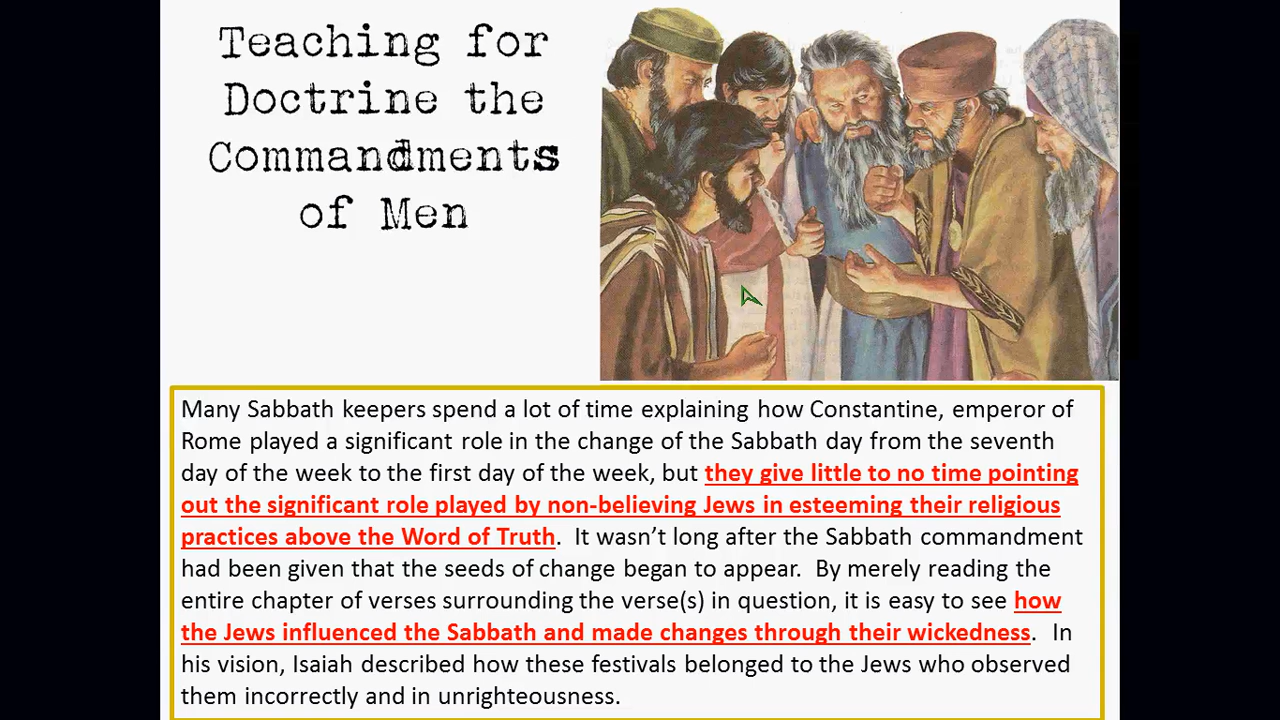 Teaching for
Doctrine the
Commandments
of Men
Many Sabbath keepers spend a lot of time explaining how Constantine, emperor of
Rome played a significant role in the change of the Sabbath day from the seventh
day of the week to the first day of the week, but they give little to no time pointing
out the significant role played by non-believing Jews in esteeming their religious
practices above the Word of Truth.  It wasn’t long after the Sabbath commandment
had been given that the seeds of change began to appear.  By merely reading the
entire chapter of verses surrounding the verse(s) in question, it is easy to see how
the Jews influenced the Sabbath and made changes through their wickedness.  In
his vision, Isaiah described how these festivals belonged to the Jews who observed
them incorrectly and in unrighteousness.